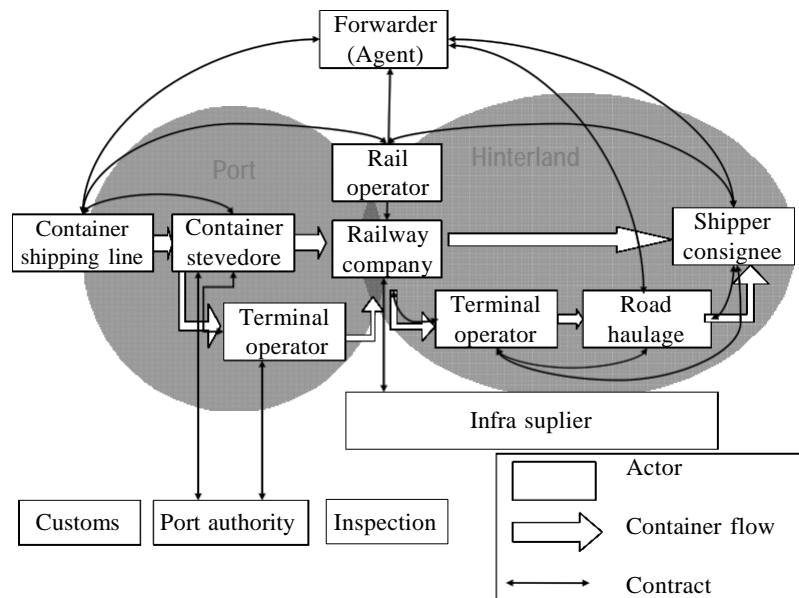 Forwarder
(Agent)
Port
Hinterland
Rail
operator
Container
shipping line
Container
stevedore
Railway
company
Shipper
consignee
Terminal
operator
Terminal
operator
Road
haulage
Infra suplier
Customs
Port authority
Inspection
Actor
Container flow
Contract